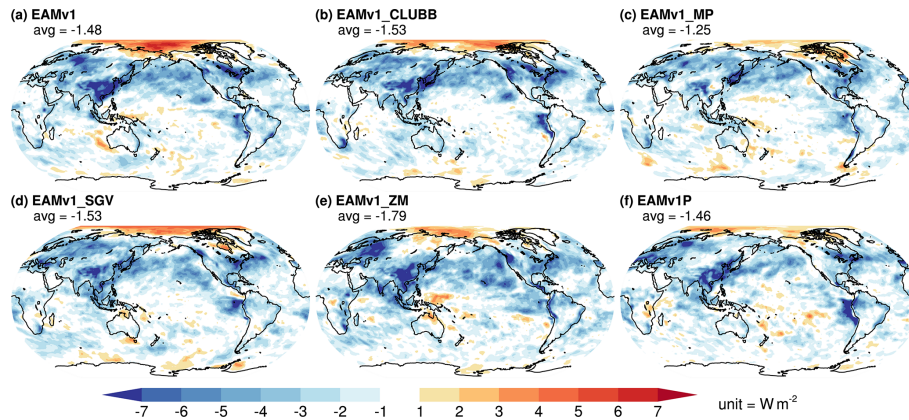 (a) EAMv1
avg = -1.48
(b) EAMv1_CLUBB
avg = -1.53
(c) EAMv1_MP
avg = -1.25
(d) EAMv1_SGV
avg = -1.53
(e) EAMv1_ZM
avg = -1.79
(f) EAMv1P
avg = -1.46
-7 -6 -5 -4 -3 -2 -1 1 2 3 4 5 6 7 unit = W m-2